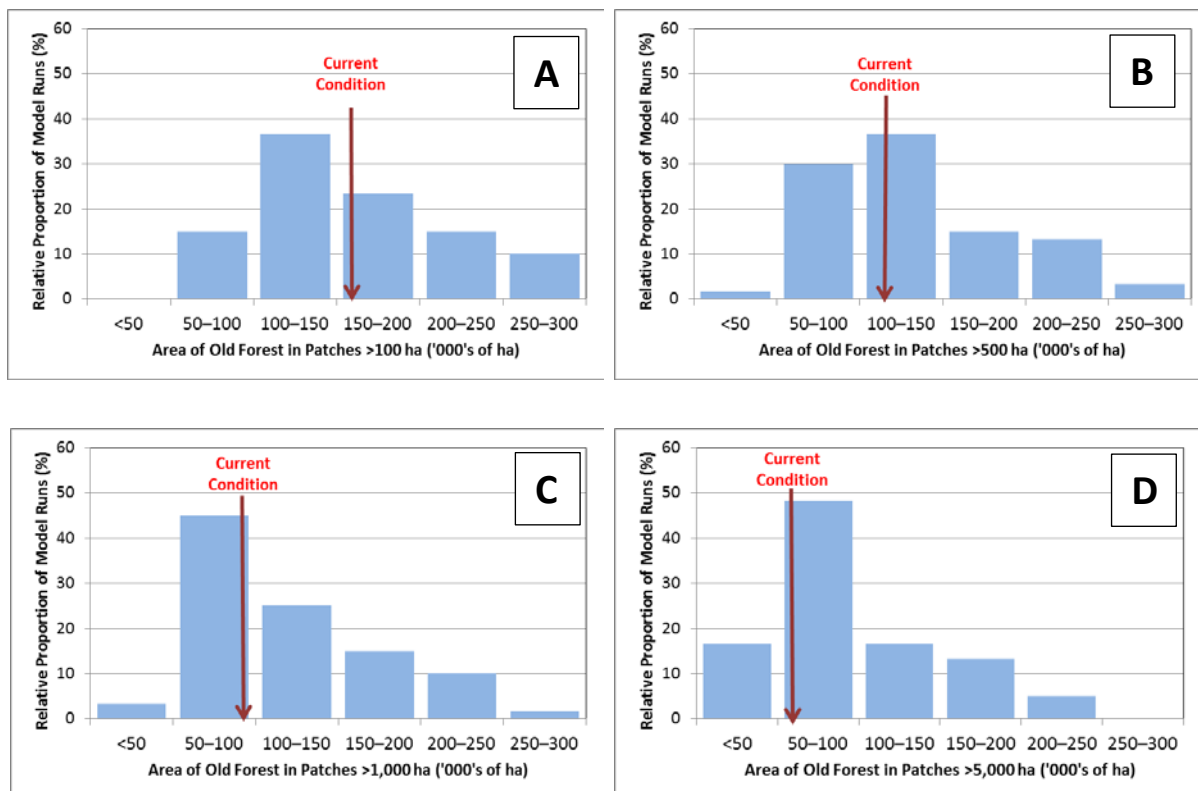 Relative Proportion of Model Runs (%)
60
50
40
30
20
10
0
Current
Condition
A
<50 50–100 100–150 150–200 200–250 250–300
Area of Old Forest in Patches >100 ha ('000's of ha)
Relative Proportion of Model Runs (%)
60
50
40
30
20
10
0
Current
Condition
B
<50 50–100 100–150 150–200 200–250 250–300
Area of Old Forest in Patches >500 ha ('000's of ha)
Relative Proportion of Model Runs (%)
60
50
40
30
20
10
0
Current
Condition
C
<50 50–100 100–150 150–200 200–250 250–300
Area of Old Forest in Patches >1,000 ha ('000's of ha)
Relative Proportion of Model Runs (%)
60
50
40
30
20
10
0
Current
Condition
D
<50 50–100 100–150 150–200 200–250 250–300
Area of Old Forest in Patches >5,000 ha ('000's of ha)